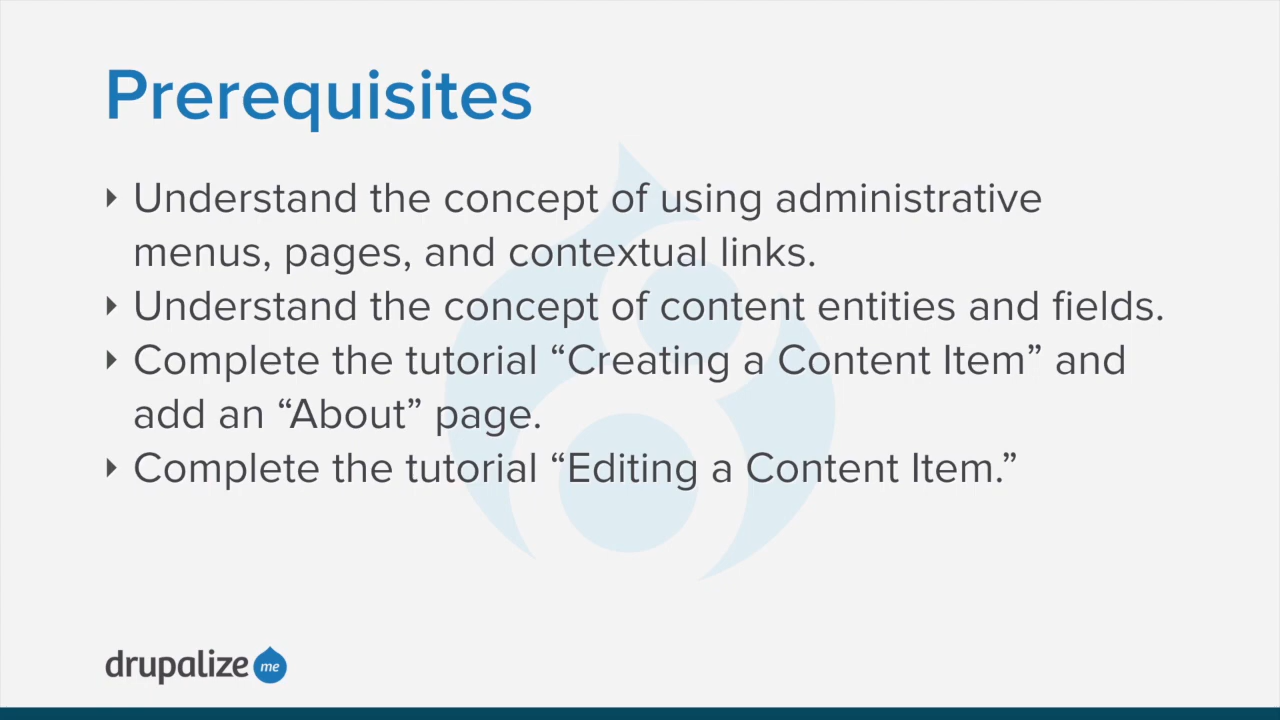 Prerequisites
‣ Understand the concept of using administrative
menus, pages, and contextual links.
‣ Understand the concept of content entities and fields.
‣ Complete the tutorial “Creating a Content Item” and
add an “About” page.
‣ Complete the tutorial “Editing a Content Item.”
drupalize me